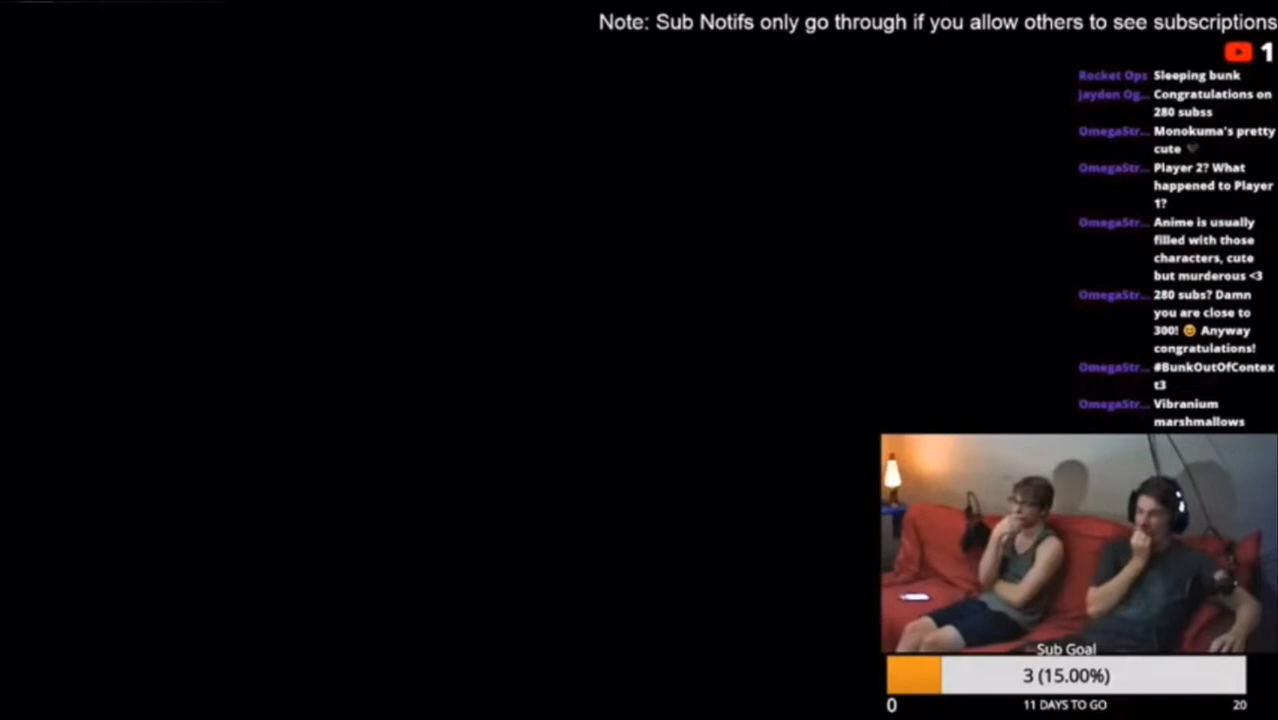 Note: Sub Notifs only go through if you allow others to see subscriptions
1
Rocket Ops Sleeping bunk
Jayden Og... Congratulations on
280 subss
OmegaStr... Monokuma's pretty
cute 🖤
OmegaStr... Player 2? What
happened to Player
1?
OmegaStr... Anime is usually
filled with those
characters, cute
but murderous <3
OmegaStr... 280 subs? Damn
you are close to
300! 😊 Anyway
congratulations!
OmegaStr... #BunkOutOfContex
t3
OmegaStr... Vibranium
marshmallows
Sub Goal
3 (15.00%)
0 11 DAYS TO GO 20